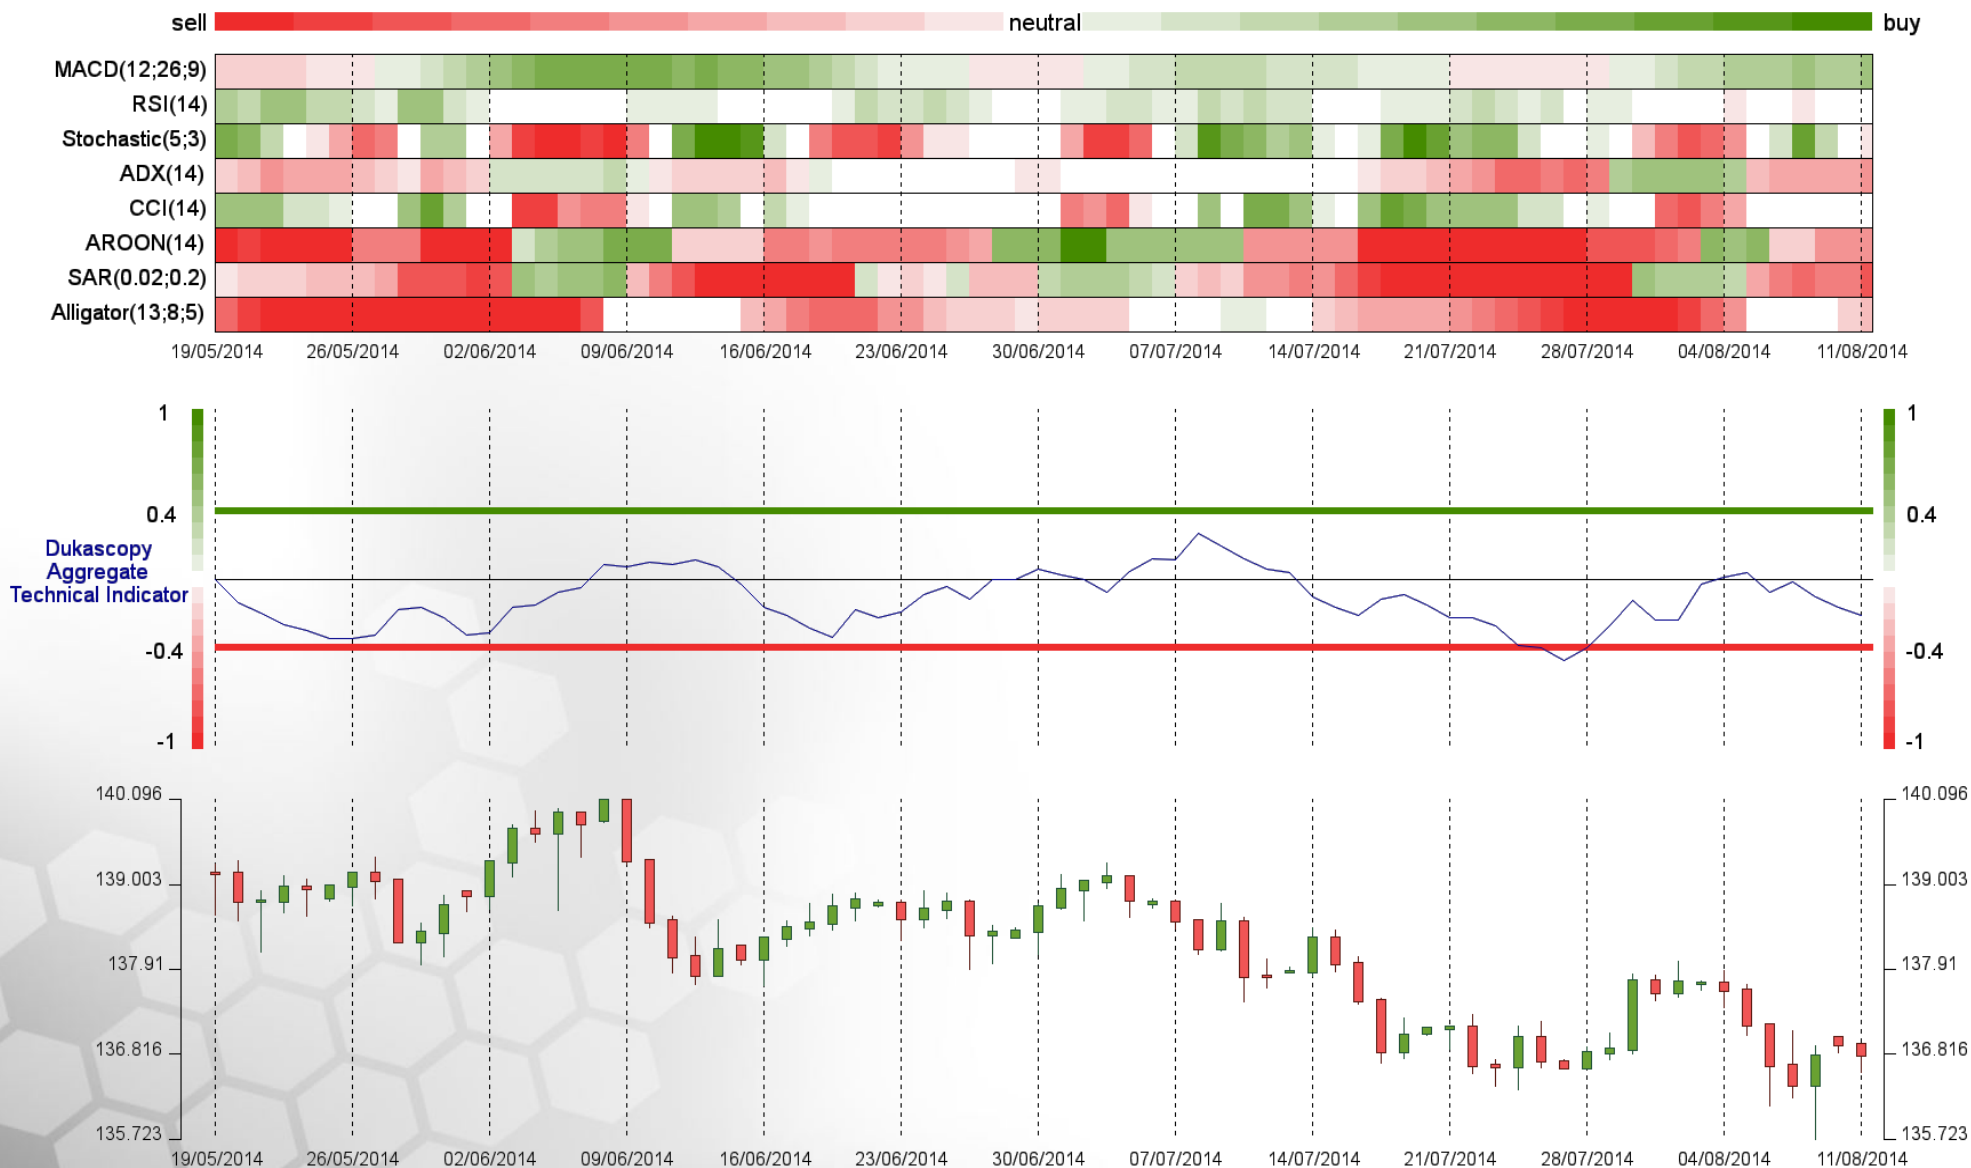 sell neutral buy
MACD(12;26;9)
RSI(14)
Stochastic(5;3)
ADX(14)
CCI(14)
AROON(14)
SAR(0.02;0.2)
Alligator(13;8;5)
19/05/2014 26/05/2014 02/06/2014 09/06/2014 16/06/2014 23/06/2014 30/06/2014 07/07/2014 14/07/2014 21/07/2014 28/07/2014 04/08/2014 11/08/2014
1 1
0.4 0.4
Dukascopy
Aggregate
Technical Indicator
-0.4 -0.4
-1 -1
140.096 140.096
139.003 139.003
137.91 137.91
136.816 136.816
135.723 135.723
19/05/2014 26/05/2014 02/06/2014 09/06/2014 16/06/2014 23/06/2014 30/06/2014 07/07/2014 14/07/2014 21/07/2014 28/07/2014 04/08/2014 11/08/2014